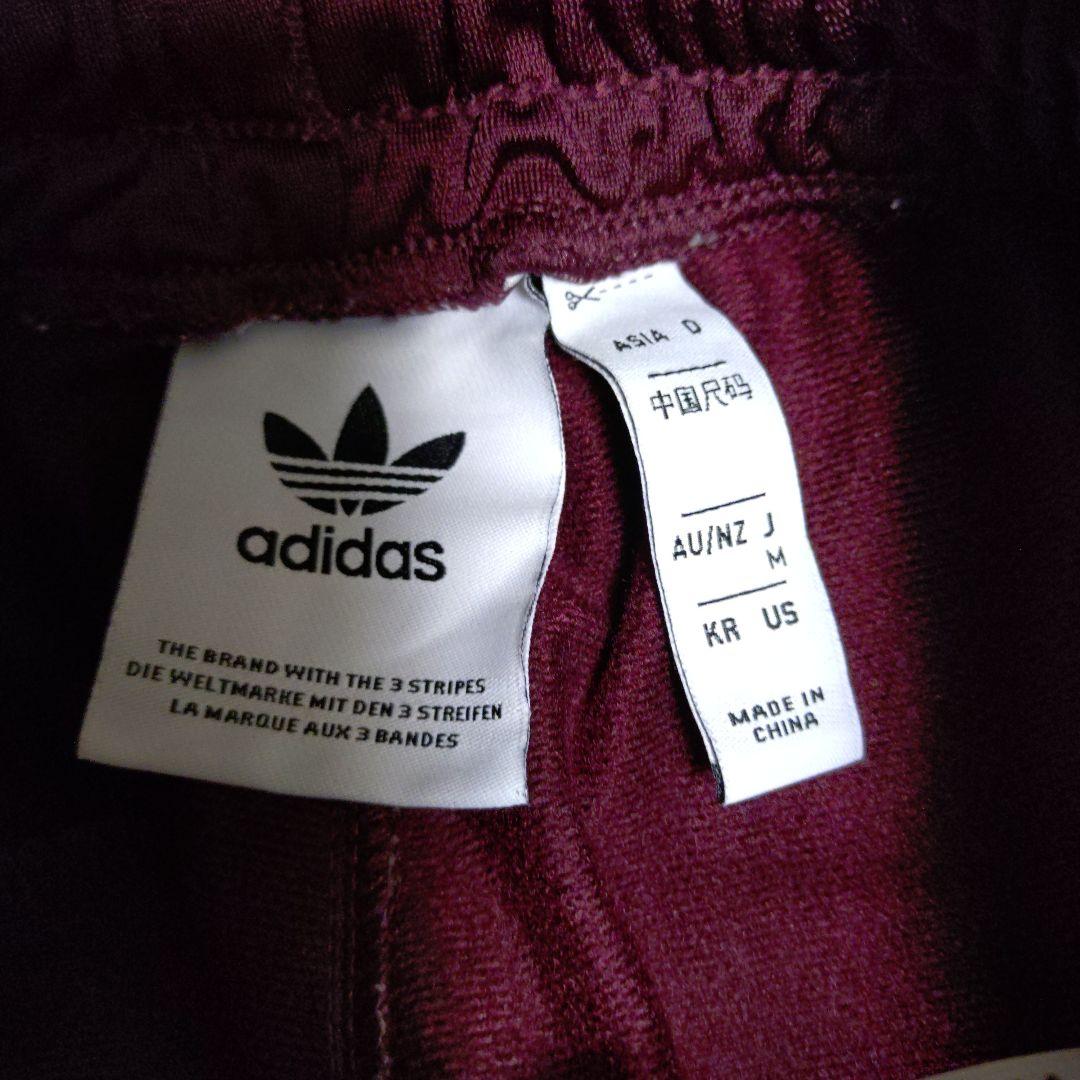 adidas
THE BRAND WITH THE 3 STRIPES
DIE WELTMARKE MIT DEN 3 STREIFEN
LA MARQUE AUX 3 BANDES
ASIA D
中国尺码
AU/NZ J
M
KR US
MADE IN
CHINA